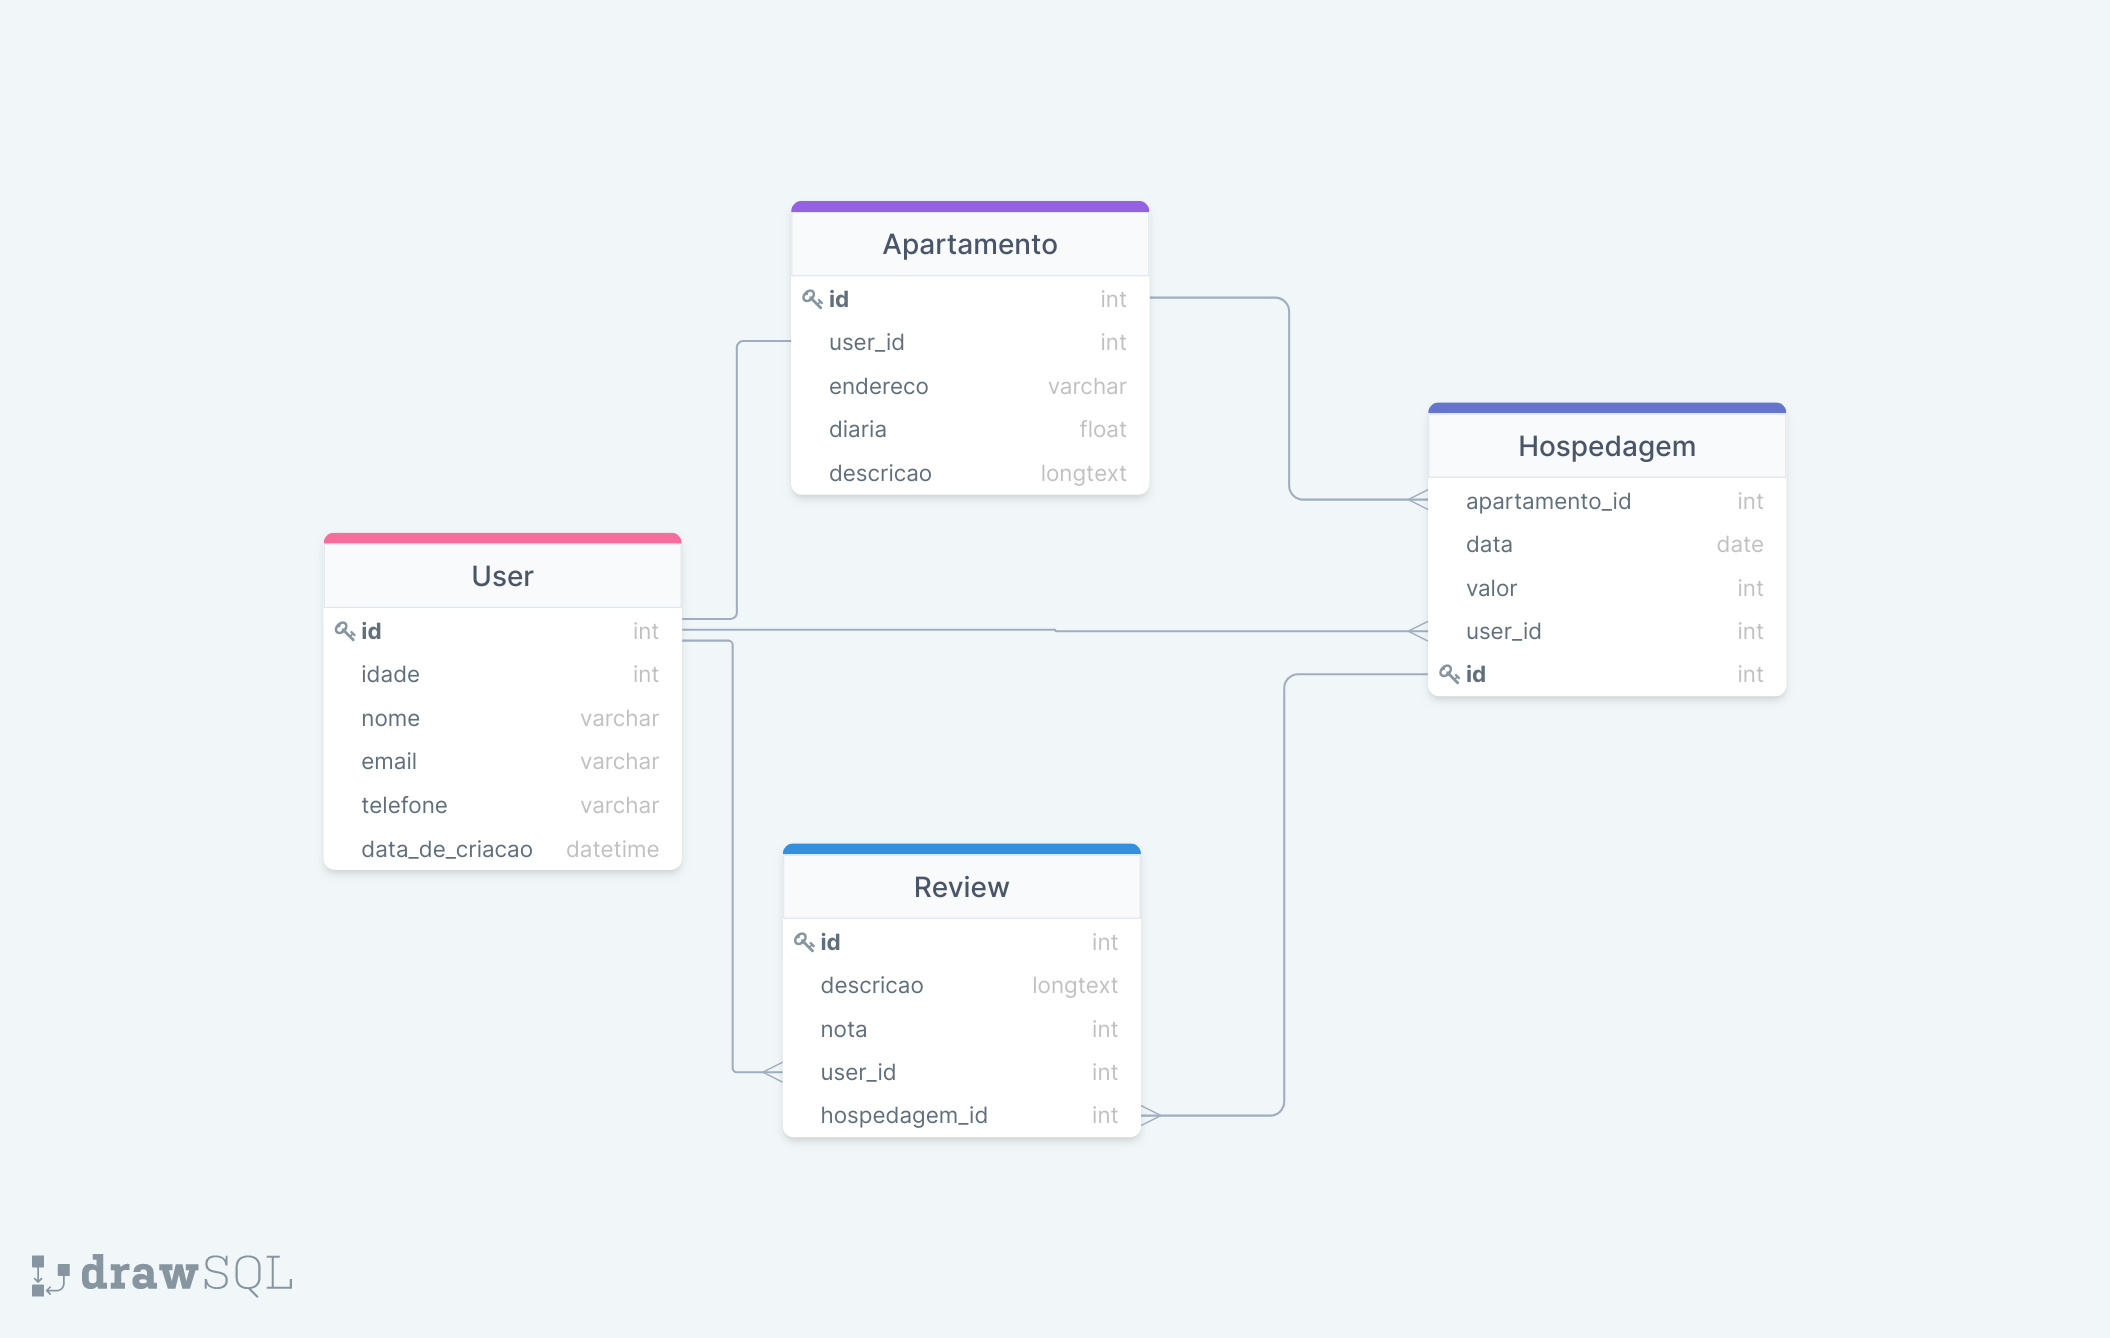 Apartamento
id int
user_id int
endereco varchar
diaria float
descricao longtext
Hospedagem
apartamento_id int
data date
valor int
user_id int
id int
User
id int
idade int
nome varchar
email varchar
telefone varchar
data_de_criacao datetime
Review
id int
descricao longtext
nota int
user_id int
hospedagem_id int
drawSQL